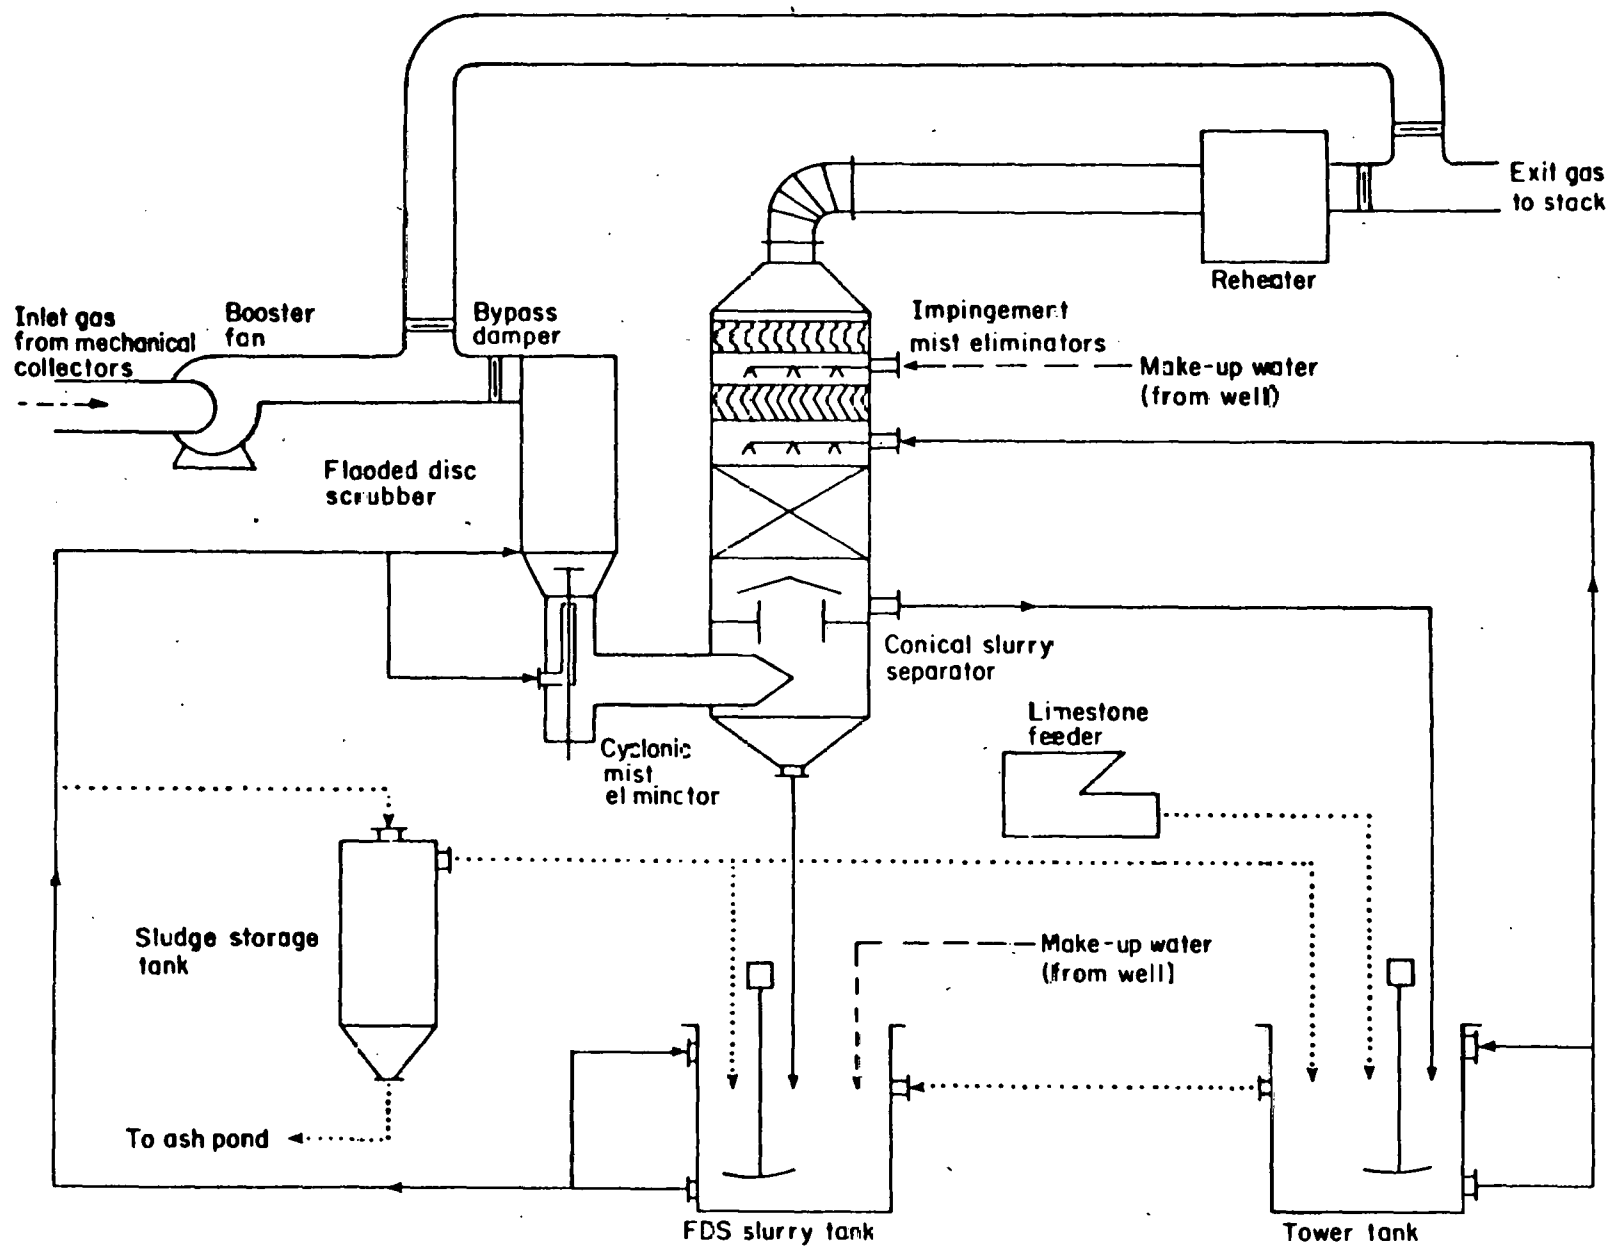 Exit gas
to stack
Reheater
Inlet gas
from mechanical
collectors
Booster
fan
Bypass
damper
Impingement
mist eliminators
Make-up water
(from well)
Flooded disc
scrubber
Conical slurry
separator
Limestone
feeder
Cyclonic
mist
el minctor
Sludge storage
tank
Make-up water
(from well)
To ash pond
FDS slurry tank
Tower tank